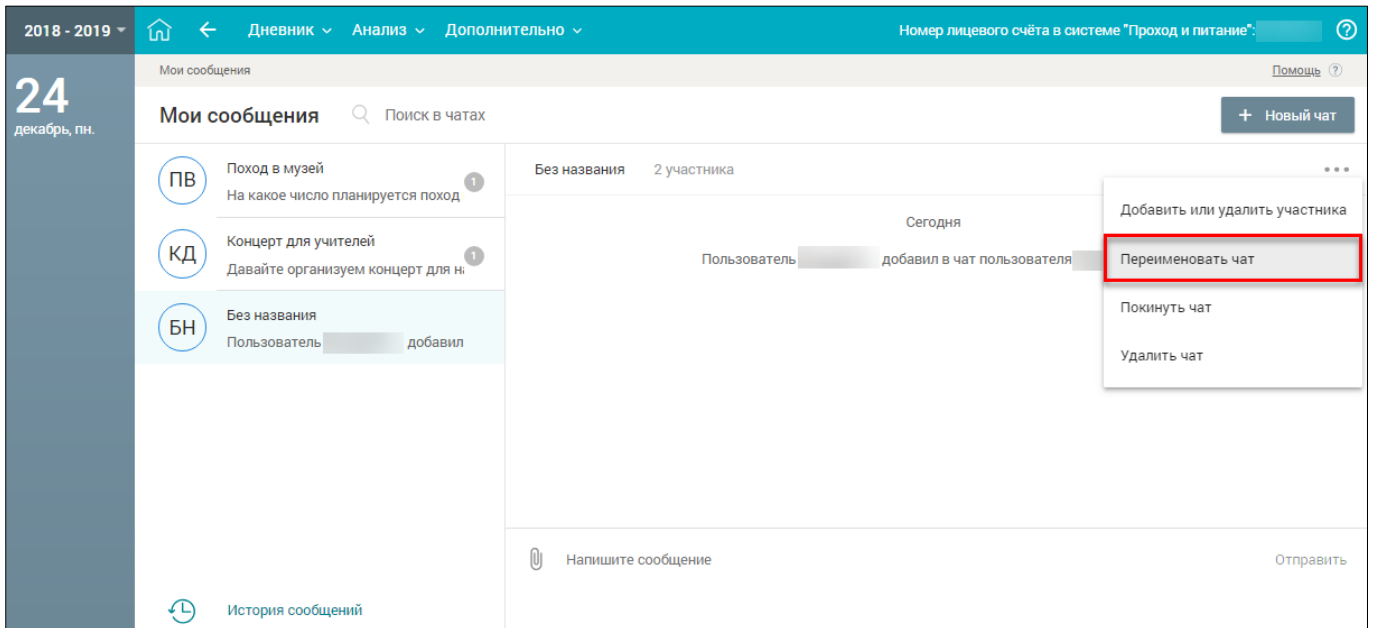 2018 - 2019
Дневник Анализ Дополнительно
Номер лицевого счёта в системе "Проход и питание":
24
декабрь, пн.
Мои сообщения
Помощь
Мои сообщения
Поиск в чатах
+ Новый чат
ПВ
Поход в музей
На какое число планируется поход
1
КД
Концерт для учителей
Давайте организуем концерт для на
1
БН
Без названия
Пользователь добавил
История сообщений
Без названия 2 участника
Сегодня
Пользователь добавил в чат пользователя
Добавить или удалить участника
Переименовать чат
Покинуть чат
Удалить чат
Напишите сообщение
Отправить